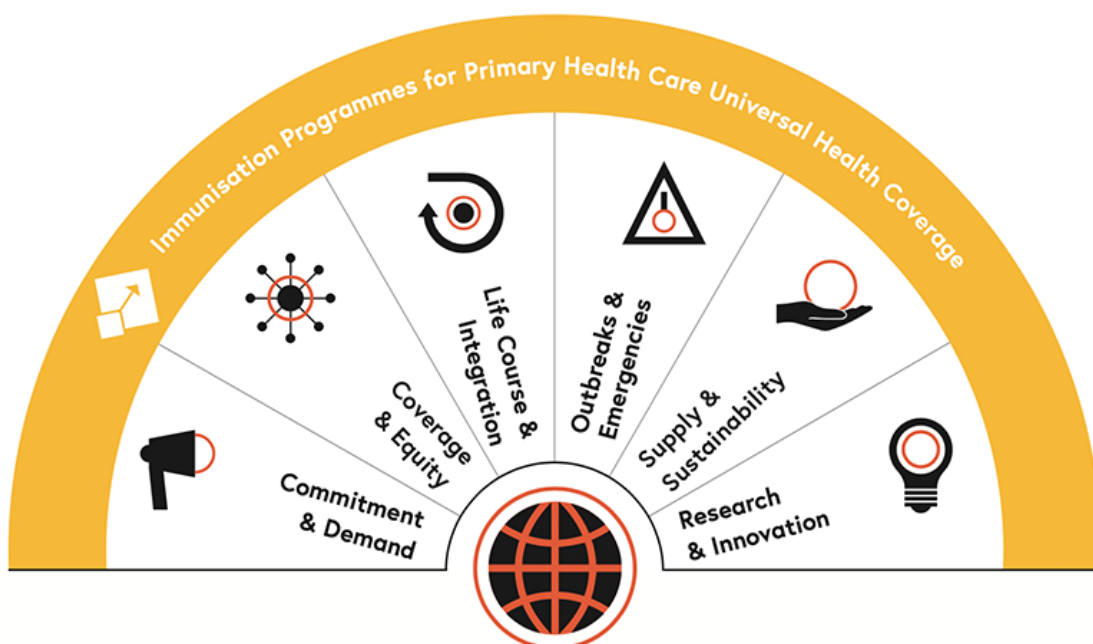 Immunisation Programmes for Primary Health Care Universal Health Coverage
Commitment
& Demand
Coverage
& Equity
Life Course &
Integration
Outbreaks &
Emergencies
Supply &
Sustainability
Research
& Innovation